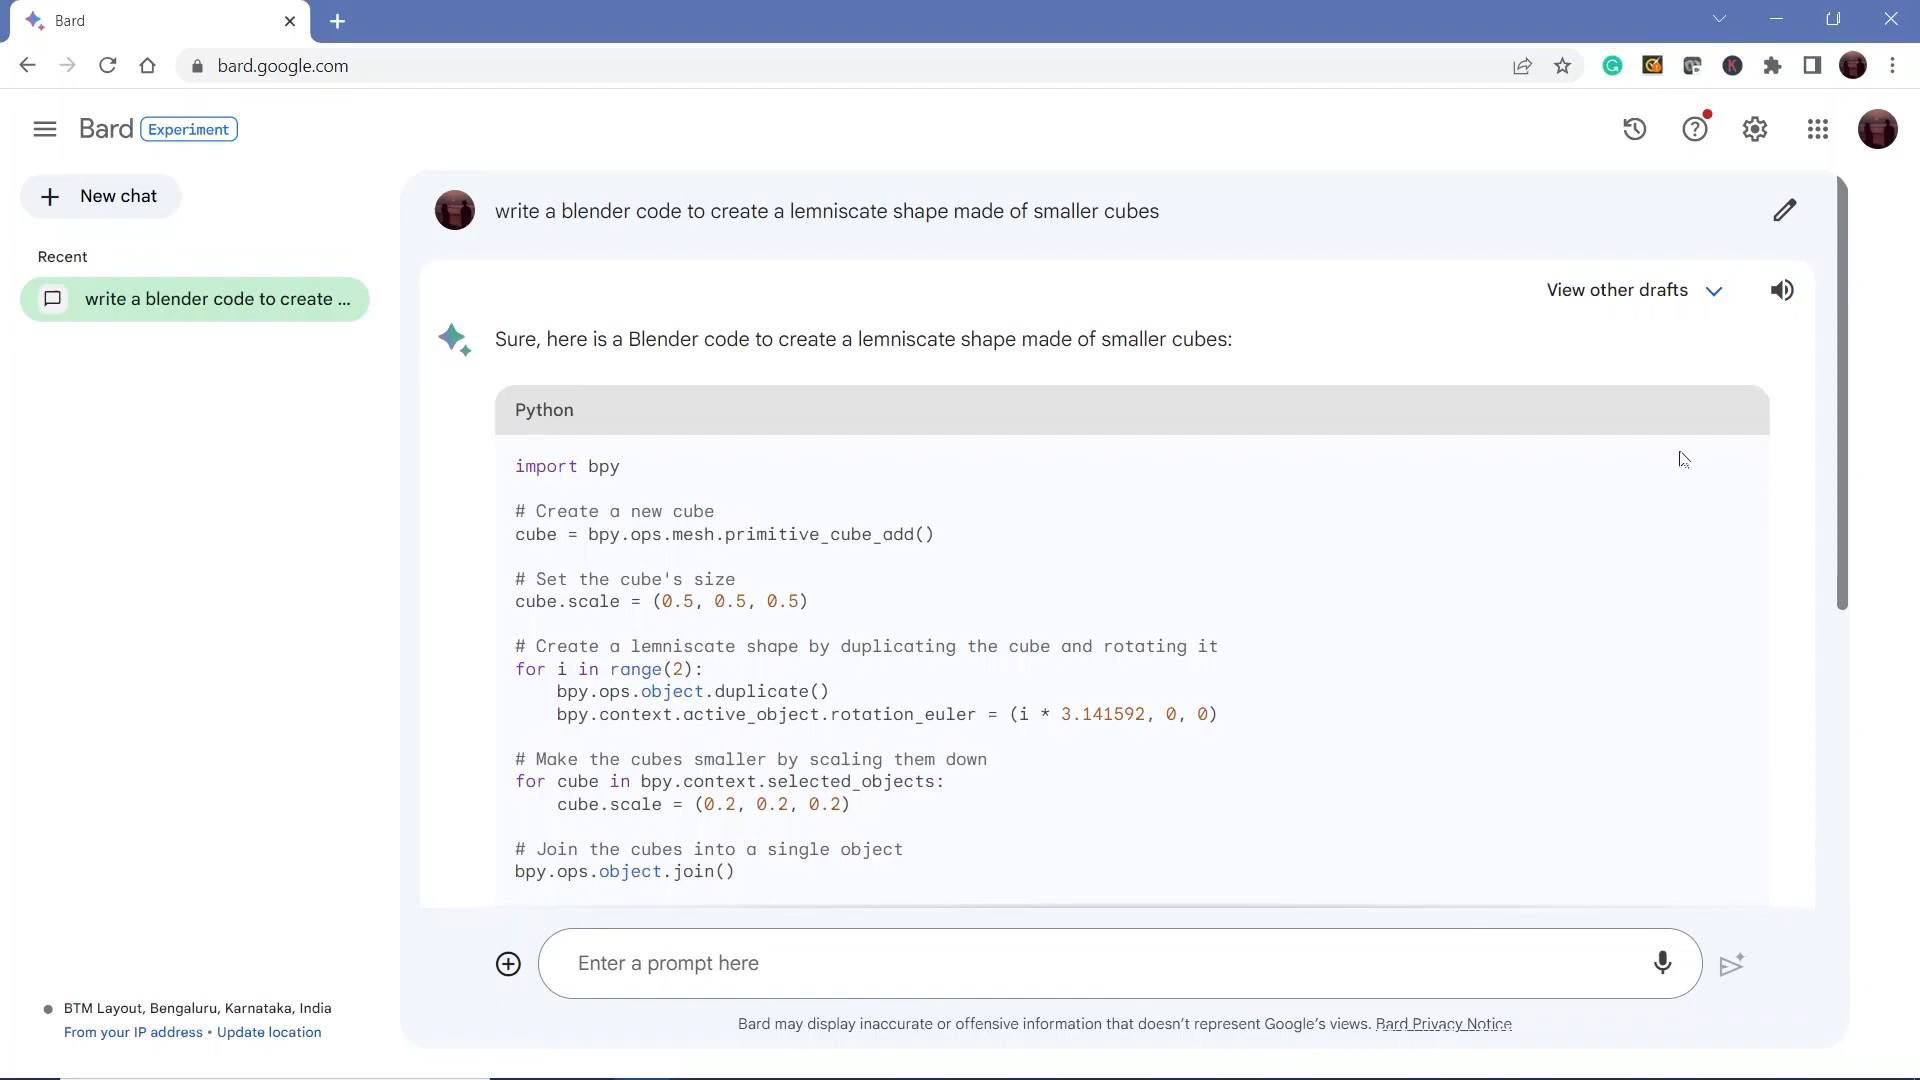 Bard
bard.google.com
Bard Experiment
New chat
Recent
write a blender code to create ...
write a blender code to create a lemniscate shape made of smaller cubes
View other drafts
Sure, here is a Blender code to create a lemniscate shape made of smaller cubes:
Python
import bpy
# Create a new cube
cube = bpy.ops.mesh.primitive_cube_add()
# Set the cube's size
cube.scale = (0.5, 0.5, 0.5)
# Create a lemniscate shape by duplicating the cube and rotating it
for i in range(2):
    bpy.ops.object.duplicate()
    bpy.context.active_object.rotation_euler = (i * 3.141592, 0, 0)
# Make the cubes smaller by scaling them down
for cube in bpy.context.selected_objects:
    cube.scale = (0.2, 0.2, 0.2)
# Join the cubes into a single object
bpy.ops.object.join()
Enter a prompt here
Bard may display inaccurate or offensive information that doesn't represent Google's views. Bard Privacy Notice
BTM Layout, Bengaluru, Karnataka, India
From your IP address • Update location